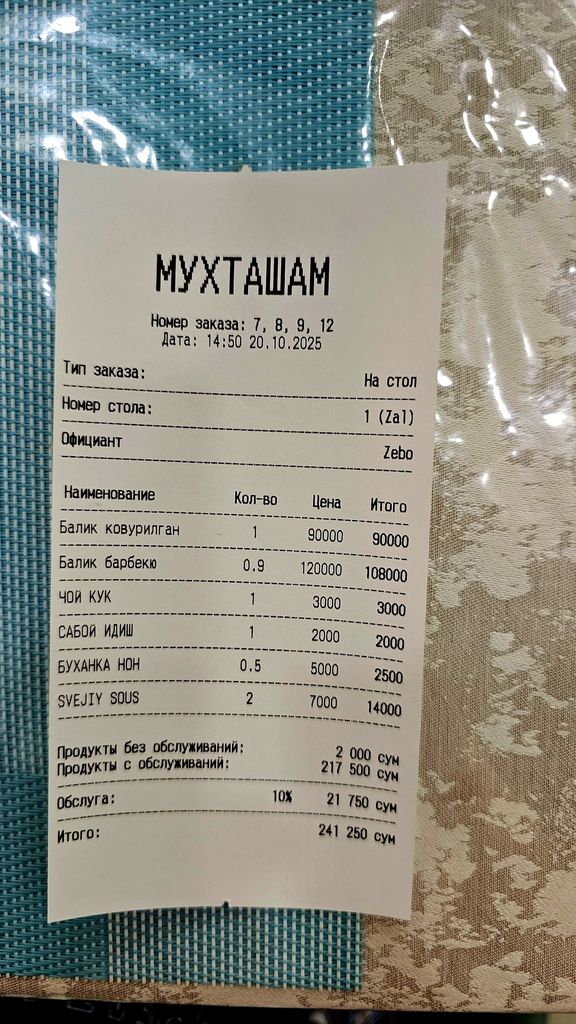 МУХТАШАМ
Номер заказа: 7, 8, 9, 12
Дата: 14:50 20.10.2025
Тип заказа: На стол
Номер стола: 1 (Zal)
Официант Zebo
Наименование Кол-во Цена Итого
Балик ковурилган 1 90000 90000
Балик барбекю 0.9 120000 108000
ЧОЙ КУК 1 3000 3000
САБОЙ ИДИШ 1 2000 2000
БУХАНКА НОН 0.5 5000 2500
SVEJIY SOUS 2 7000 14000
Продукты без обслуживаний: 2 000 сум
Продукты с обслуживаний: 217 500 сум
Обслуга: 10% 21 750 сум
Итого: 241 250 сум